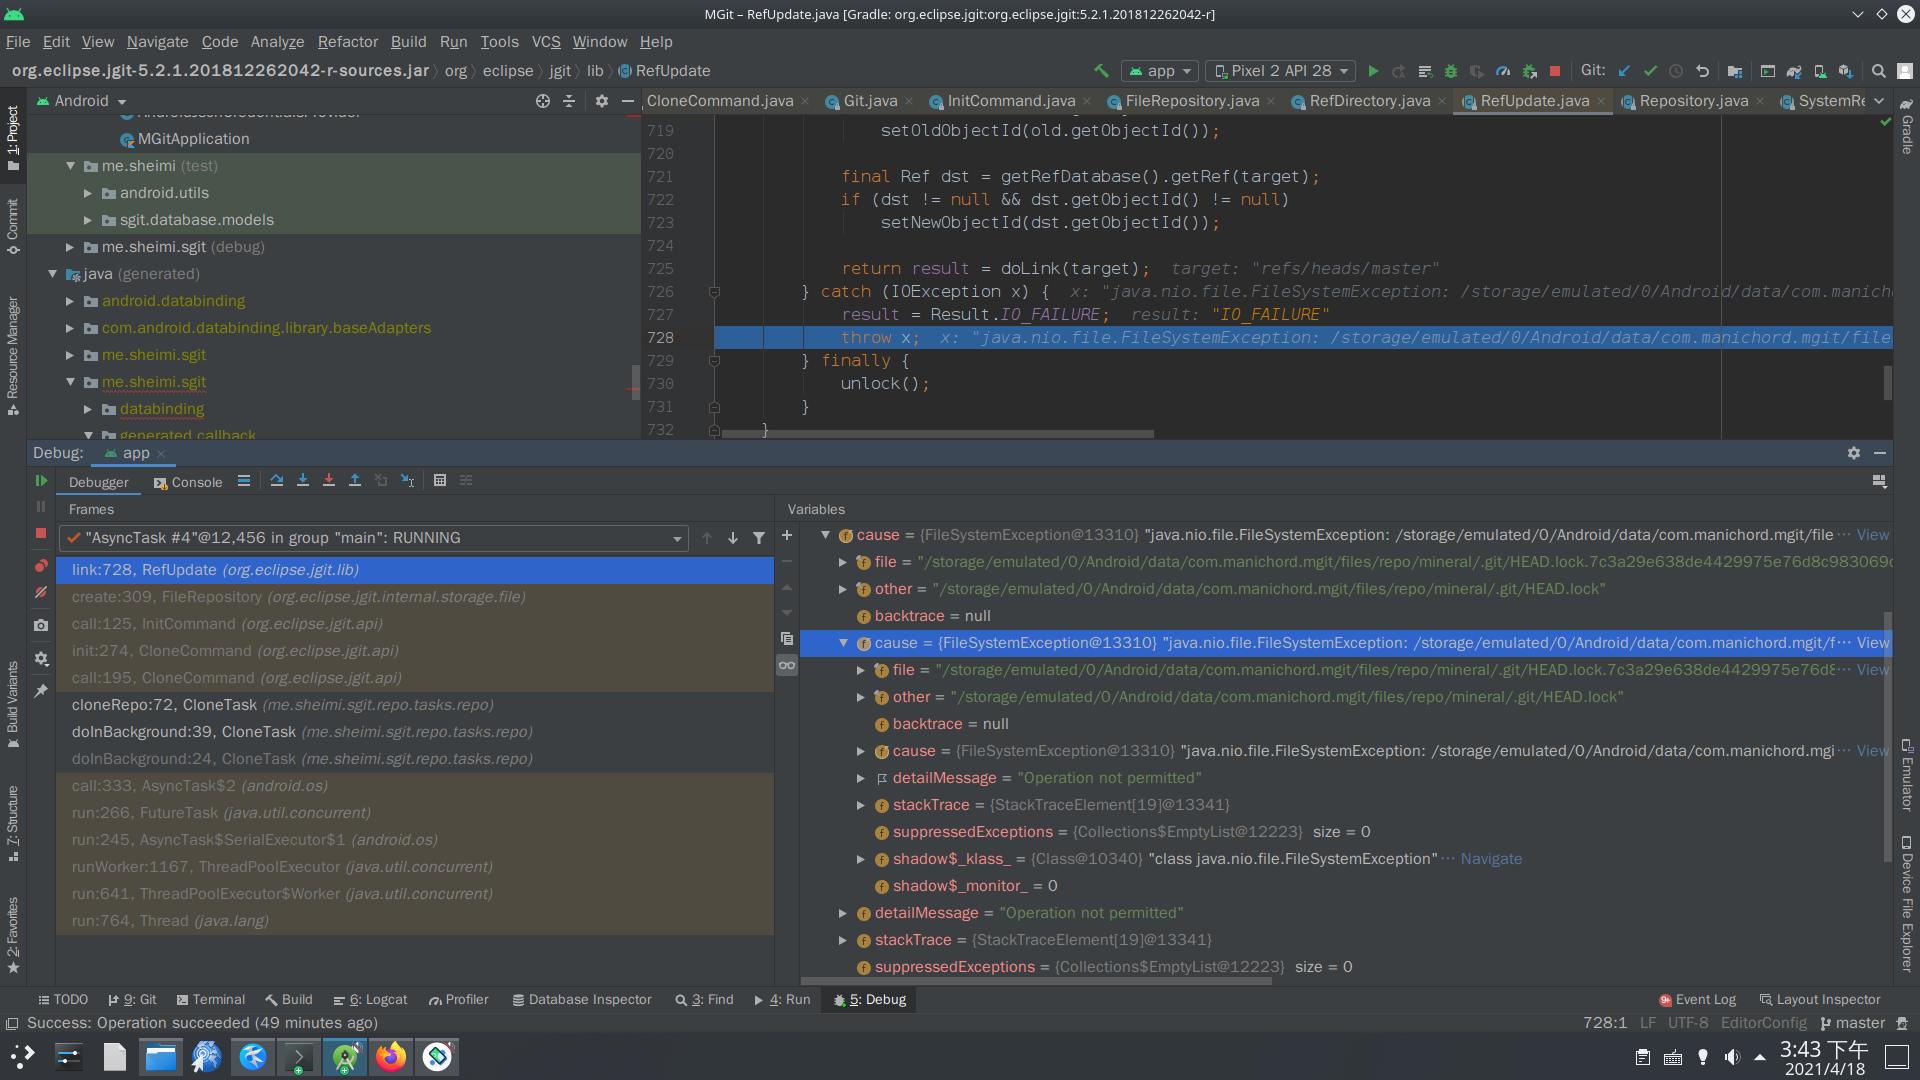 MGit – RefUpdate.java [Gradle: org.eclipse.jgit:org.eclipse.jgit:5.2.1.201812262042-r]
File Edit View Navigate Code Analyze Refactor Build Run Tools VCS Window Help
org.eclipse.jgit-5.2.1.201812262042-r-sources.jar org eclipse jgit lib RefUpdate
app Pixel 2 API 28 Git:
Android
CloneCommand.java Git.java InitCommand.java FileRepository.java RefDirectory.java RefUpdate.java Repository.java SystemRe
1: Project
Commit
Resource Manager
Build Variants
7: Structure
2: Favorites
Gradle
Emulator
Device File Explorer
MGitApplication
me.sheimi (test)
android.utils
sgit.database.models
me.sheimi.sgit (debug)
java (generated)
android.databinding
com.android.databinding.library.baseAdapters
me.sheimi.sgit
me.sheimi.sgit
databinding
generated.callback
719 setOldObjectId(old.getObjectId());
720
721 final Ref dst = getRefDatabase().getRef(target);
722 if (dst != null && dst.getObjectId() != null)
723 setNewObjectId(dst.getObjectId());
724
725 return result = doLink(target); target: "refs/heads/master"
726 } catch (IOException x) { x: "java.nio.file.FileSystemException: /storage/emulated/0/Android/data/com.manich
727 result = Result.IO_FAILURE; result: "IO_FAILURE"
728 throw x; x: "java.nio.file.FileSystemException: /storage/emulated/0/Android/data/com.manichord.mgit/file
729 } finally {
730 unlock();
731 }
732 }
Debug: app
Debugger Console
Frames
"AsyncTask #4"@12,456 in group "main": RUNNING
link:728, RefUpdate (org.eclipse.jgit.lib)
create:309, FileRepository (org.eclipse.jgit.internal.storage.file)
call:125, InitCommand (org.eclipse.jgit.api)
init:274, CloneCommand (org.eclipse.jgit.api)
call:195, CloneCommand (org.eclipse.jgit.api)
cloneRepo:72, CloneTask (me.sheimi.sgit.repo.tasks.repo)
doInBackground:39, CloneTask (me.sheimi.sgit.repo.tasks.repo)
doInBackground:24, CloneTask (me.sheimi.sgit.repo.tasks.repo)
call:333, AsyncTask$2 (android.os)
run:266, FutureTask (java.util.concurrent)
run:245, AsyncTask$SerialExecutor$1 (android.os)
runWorker:1167, ThreadPoolExecutor (java.util.concurrent)
run:641, ThreadPoolExecutor$Worker (java.util.concurrent)
run:764, Thread (java.lang)
Variables
cause = {FileSystemException@13310} "java.nio.file.FileSystemException: /storage/emulated/0/Android/data/com.manichord.mgit/file… View
file = "/storage/emulated/0/Android/data/com.manichord.mgit/files/repo/mineral/.git/HEAD.lock.7c3a29e638de4429975e76d8c983069
other = "/storage/emulated/0/Android/data/com.manichord.mgit/files/repo/mineral/.git/HEAD.lock"
backtrace = null
cause = {FileSystemException@13310} "java.nio.file.FileSystemException: /storage/emulated/0/Android/data/com.manichord.mgit/f… View
file = "/storage/emulated/0/Android/data/com.manichord.mgit/files/repo/mineral/.git/HEAD.lock.7c3a29e638de4429975e76d8… View
other = "/storage/emulated/0/Android/data/com.manichord.mgit/files/repo/mineral/.git/HEAD.lock"
backtrace = null
cause = {FileSystemException@13310} "java.nio.file.FileSystemException: /storage/emulated/0/Android/data/com.manichord.mgi… View
detailMessage = "Operation not permitted"
stackTrace = {StackTraceElement[19]@13341}
suppressedExceptions = {Collections$EmptyList@12223} size = 0
shadow$_klass_ = {Class@10340} "class java.nio.file.FileSystemException"… Navigate
shadow$_monitor_ = 0
detailMessage = "Operation not permitted"
stackTrace = {StackTraceElement[19]@13341}
suppressedExceptions = {Collections$EmptyList@12223} size = 0
TODO 9: Git Terminal Build 6: Logcat Profiler Database Inspector 3: Find 4: Run 5: Debug Event Log Layout Inspector
Success: Operation succeeded (49 minutes ago) 728:1 LF UTF-8 EditorConfig master
3:43 下午
2021/4/18